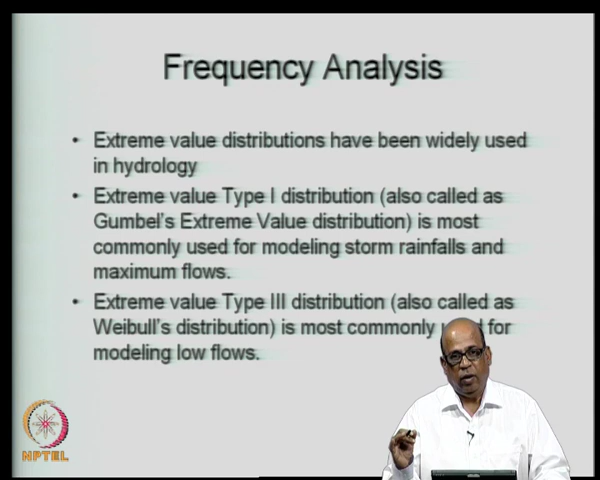 Frequency Analysis
• Extreme value distributions have been widely used
in hydrology
• Extreme value Type I distribution (also called as
Gumbel's Extreme Value distribution) is most
commonly used for modeling storm rainfalls and
maximum flows.
• Extreme value Type III distribution (also called as
Weibull's distribution) is most commonly for
modeling low flows.
NPTEL